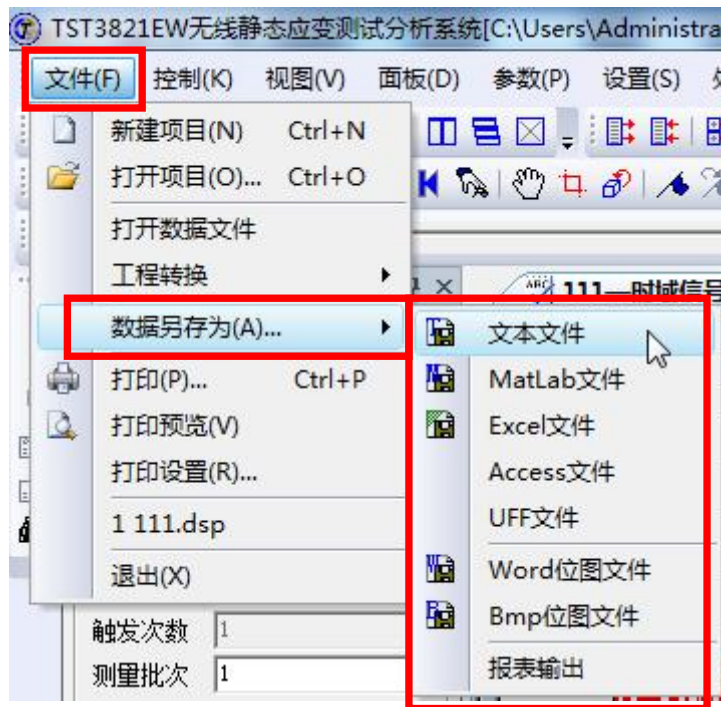 TST3821EW无线静态应变测试分析系统[C:\Users\Administra
文件(F) 控制(K) 视图(V) 面板(D) 参数(P) 设置(S)
新建项目(N) Ctrl+N
打开项目(O)... Ctrl+O
打开数据文件
工程转换
111—时域信号
数据另存为(A)...
文本文件
打印(P)... Ctrl+P
MatLab文件
打印预览(V)
Excel文件
打印设置(R)...
Access文件
1 111.dsp
UFF文件
退出(X)
Word位图文件
Bmp位图文件
触发次数 1
测量批次 1
报表输出